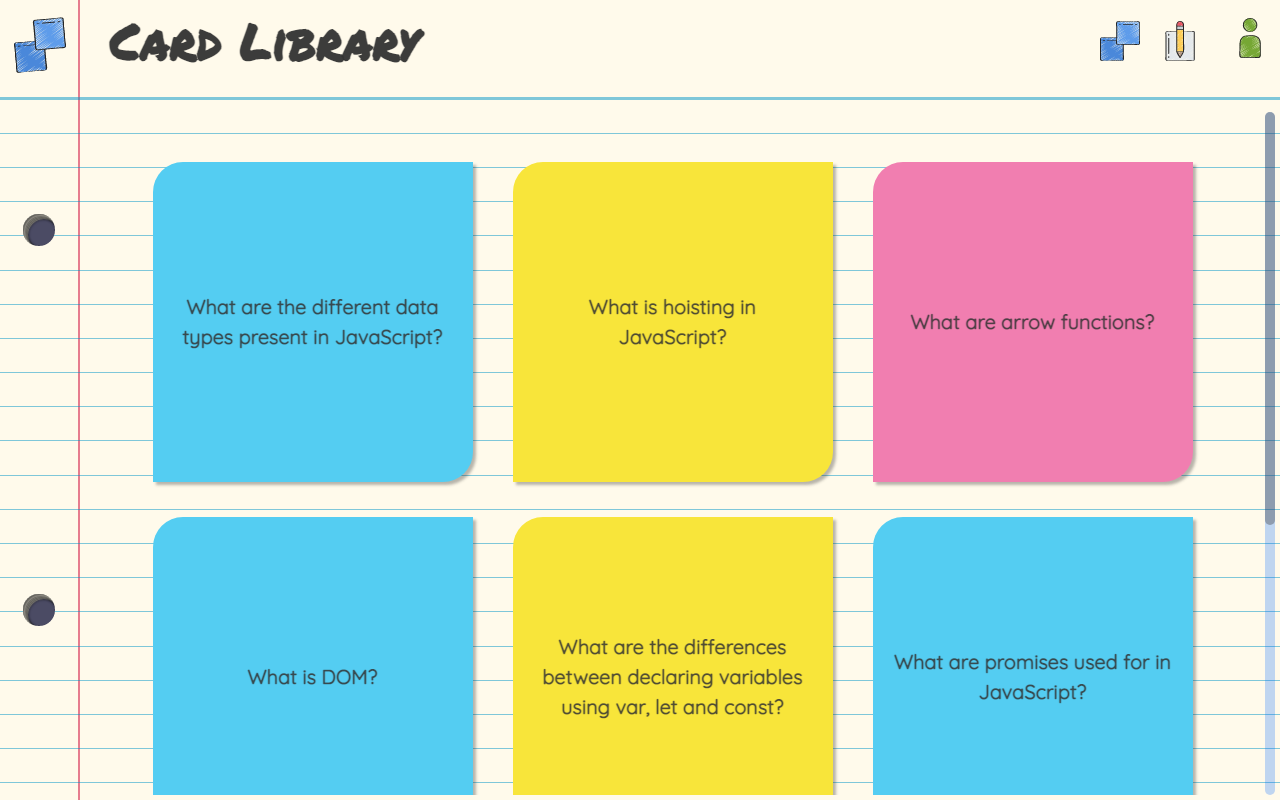 Card Library
What are the different data
types present in JavaScript?
What is hoisting in
JavaScript?
What are arrow functions?
What is DOM?
What are the differences
between declaring variables
using var, let and const?
What are promises used for in
JavaScript?